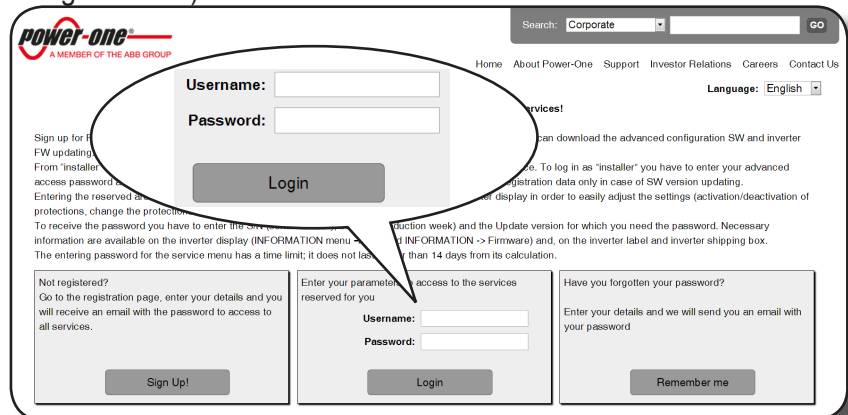 power-one
A MEMBER OF THE ABB GROUP
Search: Corporate GO
Home About Power-One Support Investor Relations Careers Contact Us
Language: English
Username:
Password:
Login
ervices!
Sign up for can download the advanced configuration SW and inverter
FW updating
From "installer ce. To log in as "installer" you have to enter your advanced
access password gistration data only in case of SW version updating.
Entering the reserved display in order to easily adjust the settings (activation/deactivation of
protections, change the
To receive the password you have to enter the week) and the Update version for which you need the password. Necessary
information are available on the inverter display (INFORMATION menu INFORMATION -> Firmware) and, on the inverter label and inverter shipping box.
The entering password for the service menu has a time limit; it does not than 14 days from its calculation.
Not registered?
Go to the registration page, enter your details and you
will receive an email with the password to access to
all services.
Sign Up!
Enter your access to the services
reserved for you
Username:
Password:
Login
Have you forgotten your password?
Enter your details and we will send you an email with
your password
Remember me